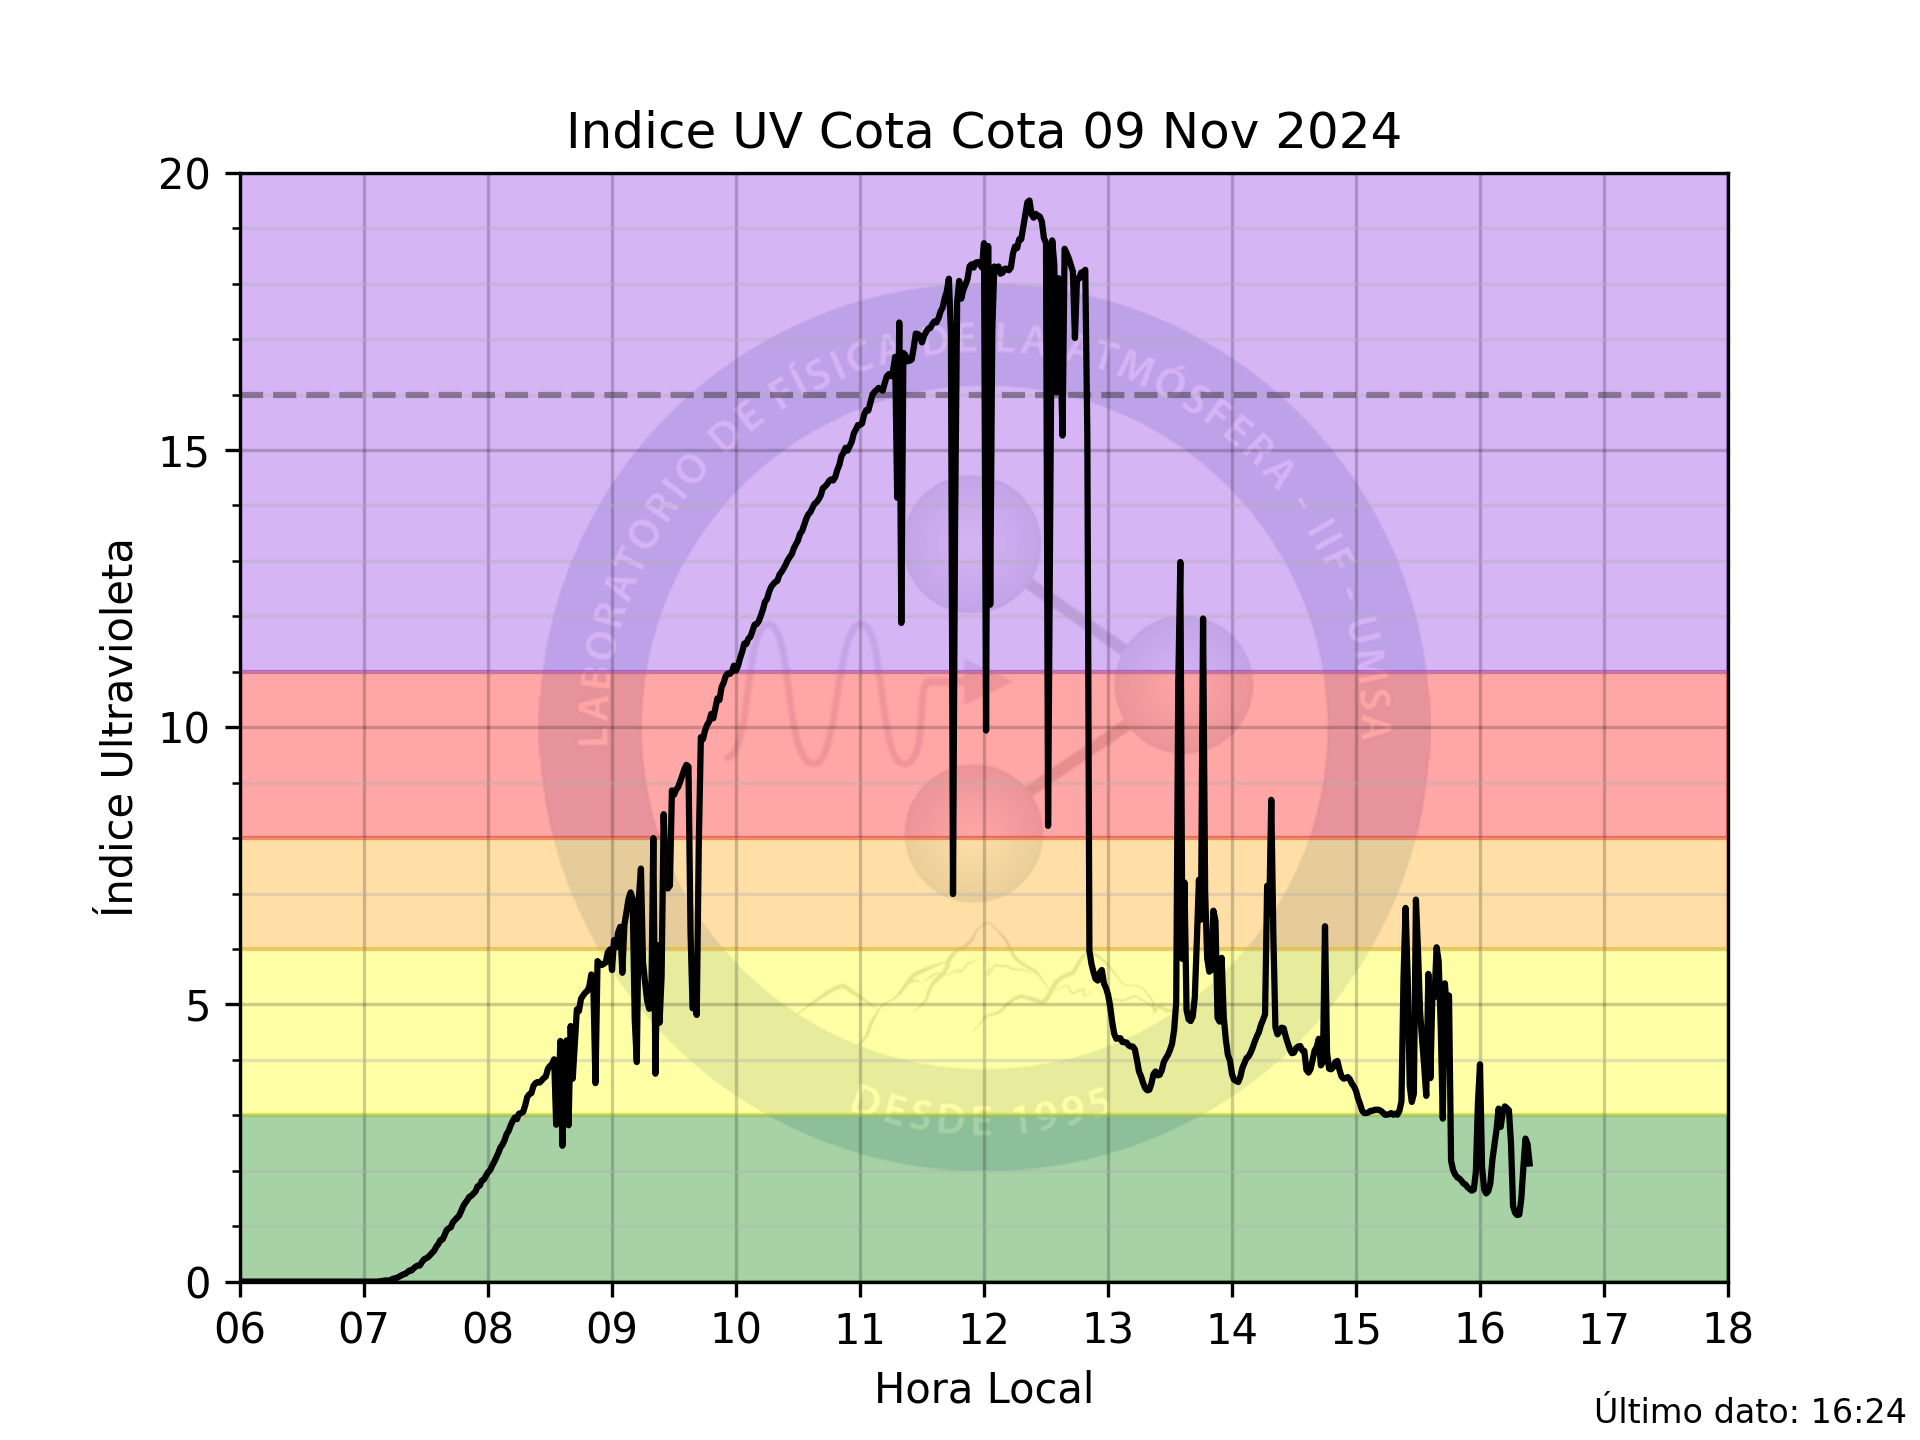 Indice UV Cota Cota 09 Nov 2024
20
15
10
5
0
Índice Ultravioleta
LABORATORIO DE FÍSICA DE LA ATMÓSFERA - IIF - UMSA
DESDE 1995
06 07 08 09 10 11 12 13 14 15 16 17 18
Hora Local
Último dato: 16:24